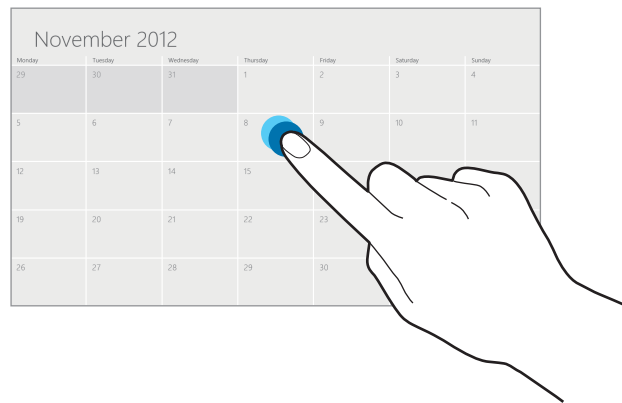 November 2012
Monday Tuesday Wednesday Thursday Friday Saturday Sunday
29 30 31 1 2 3 4
5 6 7 8 9 10 11
12 13 14 15
19 20 21 22 23
26 27 28 29 30